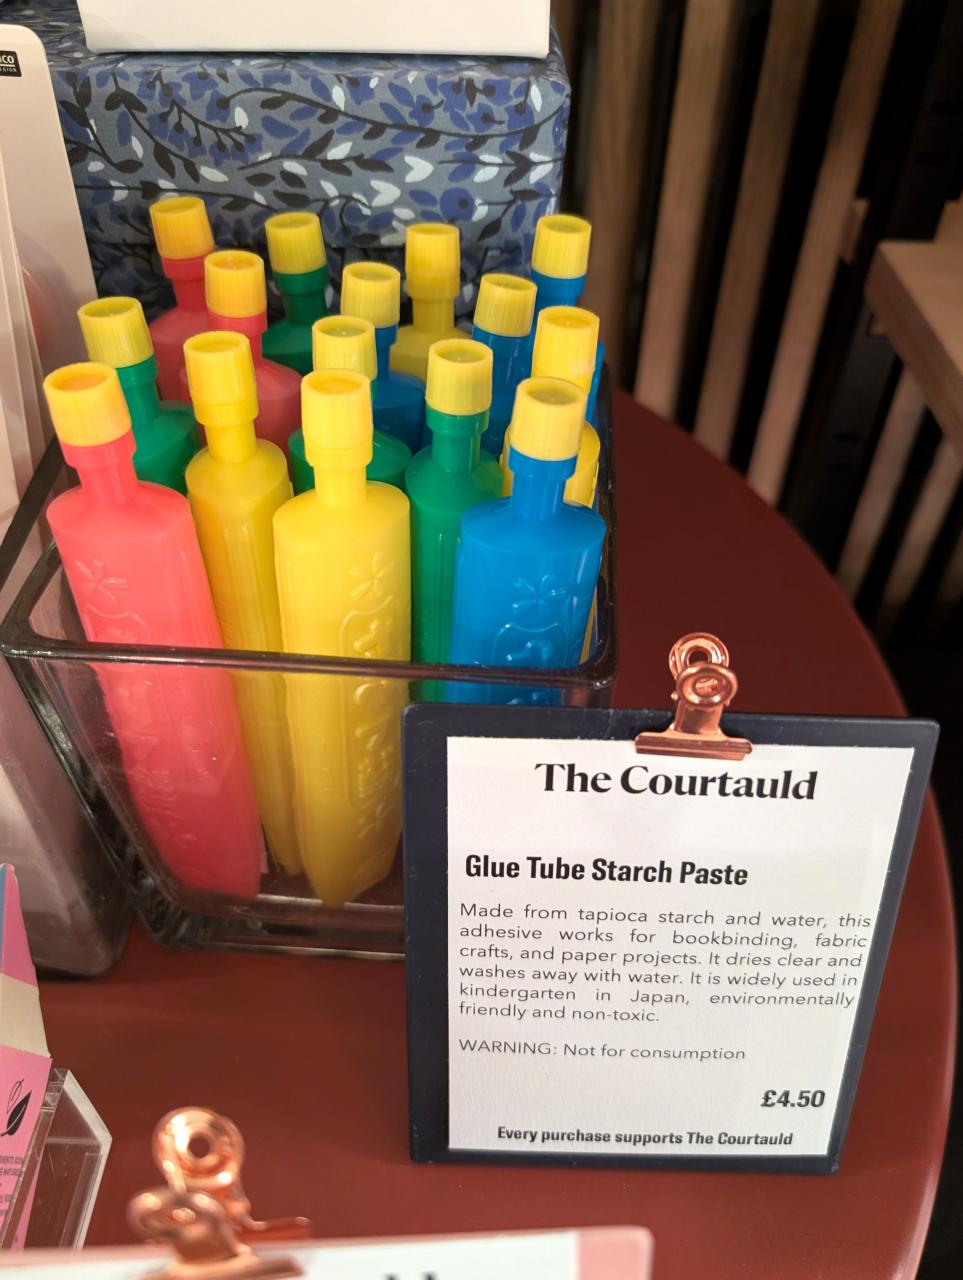 The Courtauld
Glue Tube Starch Paste
Made from tapioca starch and water, this
adhesive works for bookbinding, fabric
crafts, and paper projects. It dries clear and
washes away with water. It is widely used in
kindergarten in Japan, environmentally
friendly and non-toxic.
WARNING: Not for consumption
£4.50
Every purchase supports The Courtauld